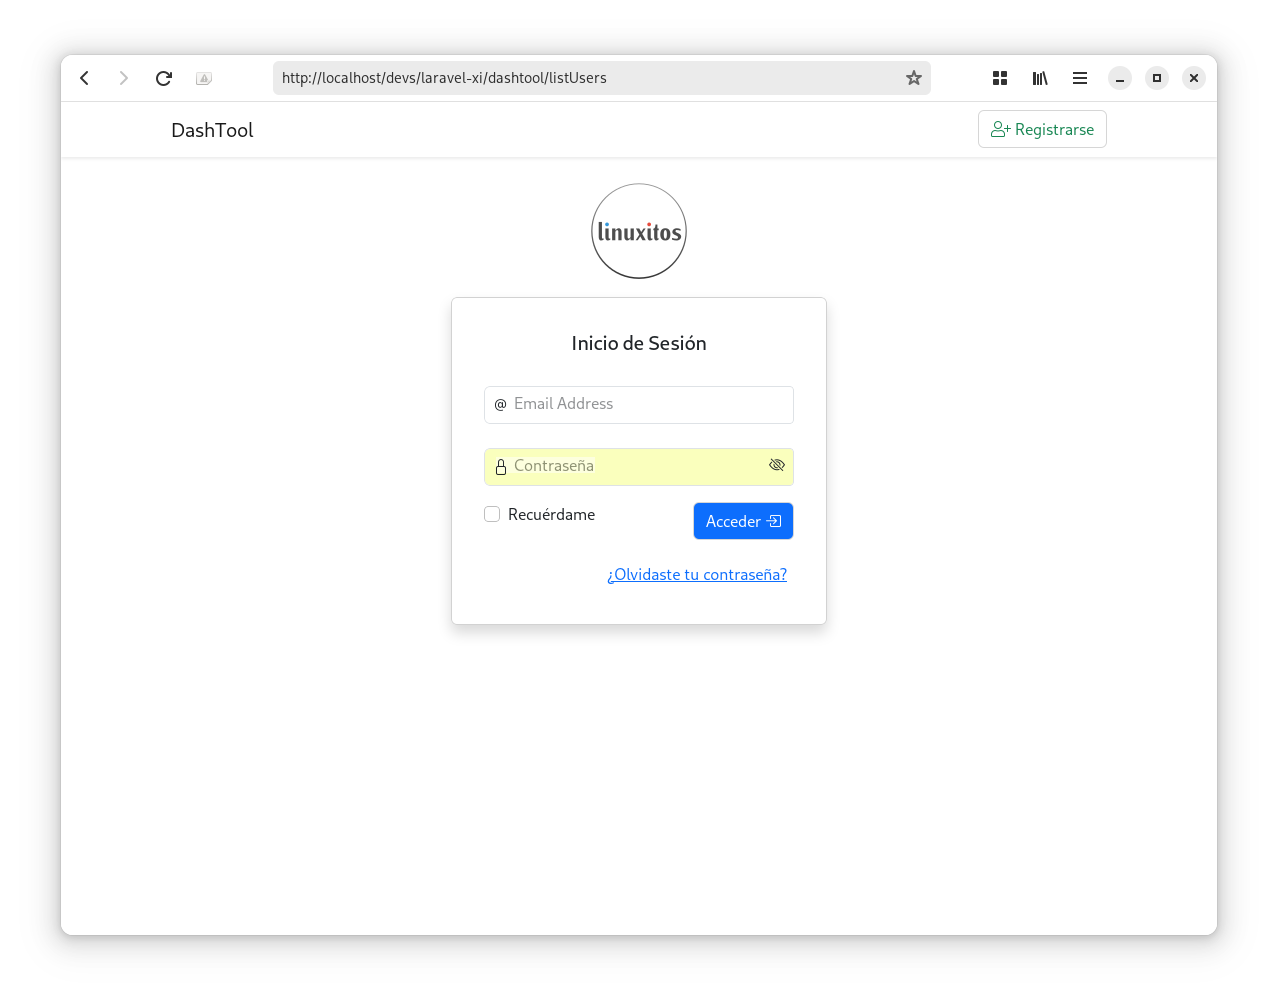 http://localhost/devs/laravel-xi/dashtool/listUsers
DashTool
Registrarse
linuxitos
Inicio de Sesión
@ Email Address
Contraseña
Recuérdame
Acceder
¿Olvidaste tu contraseña?